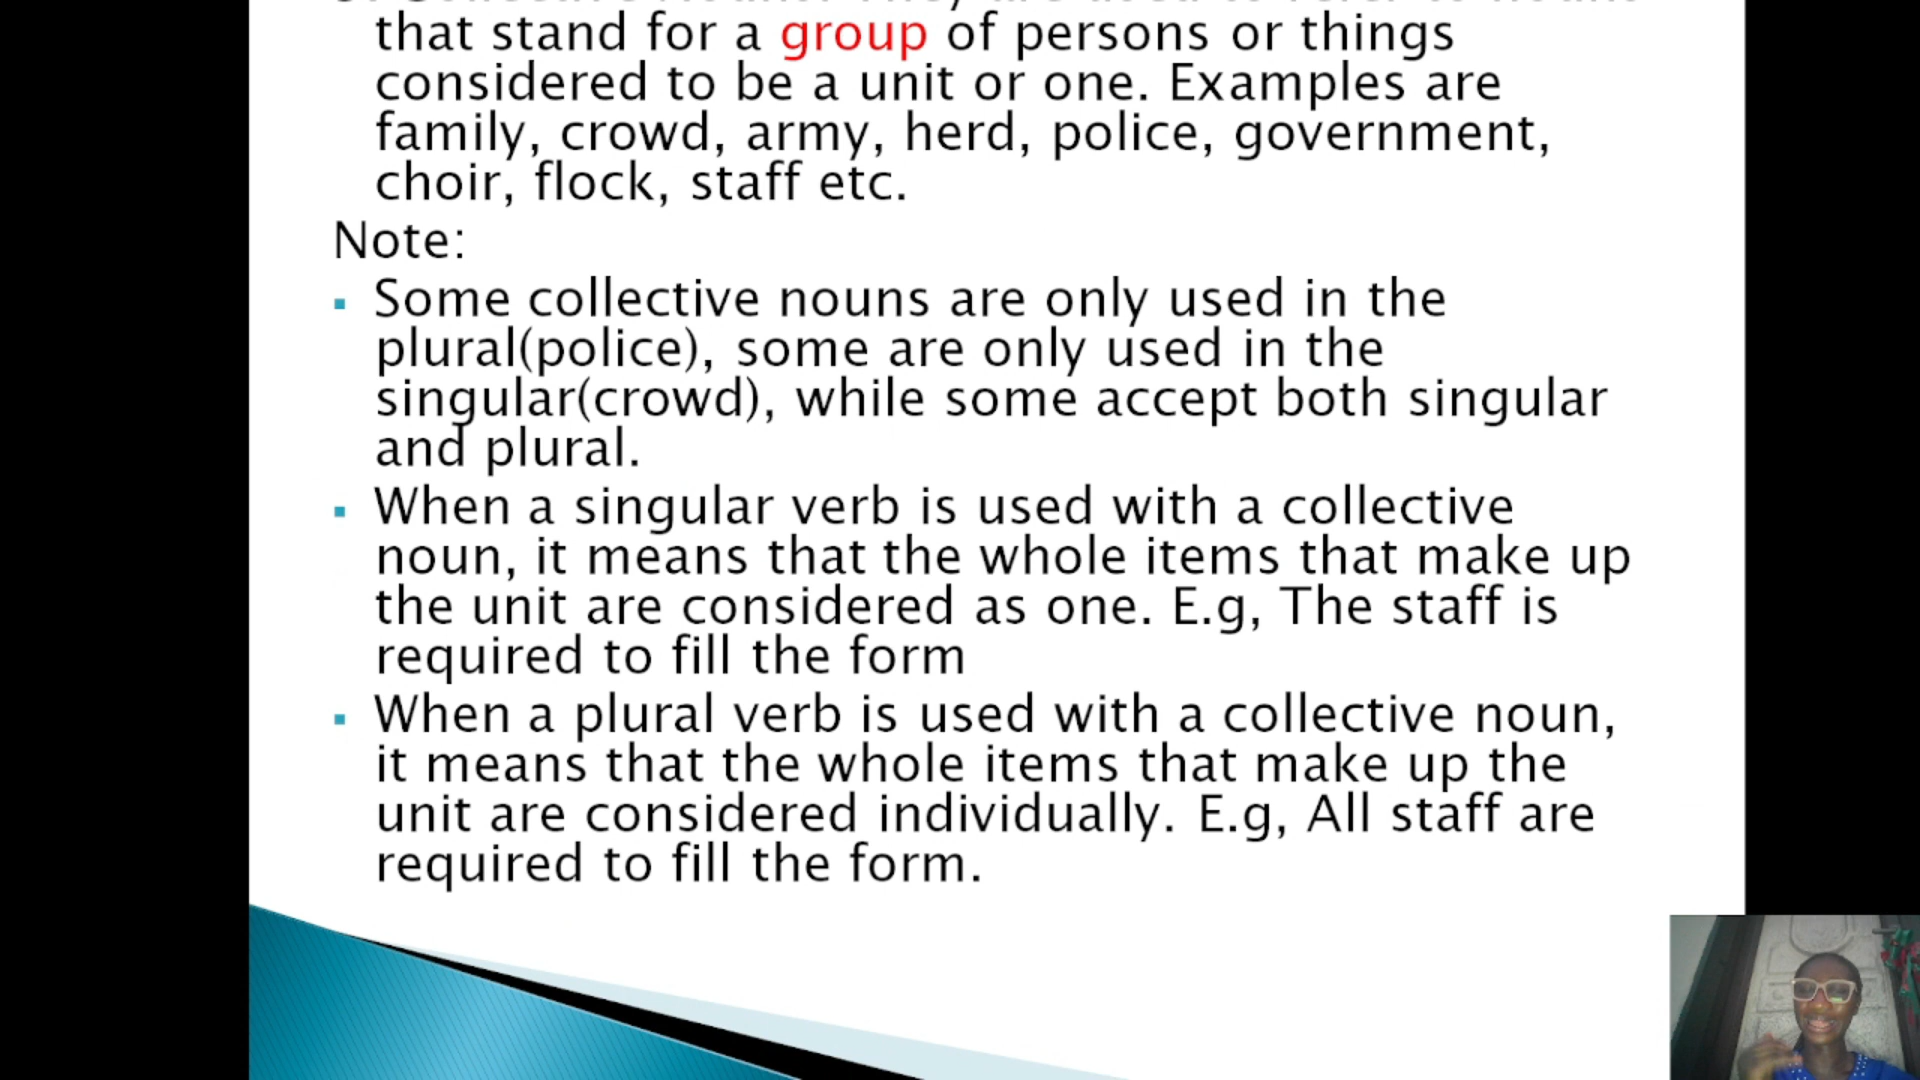 that stand for a group of persons or things
considered to be a unit or one. Examples are
family, crowd, army, herd, police, government,
choir, flock, staff etc.
Note:
▪ Some collective nouns are only used in the
plural(police), some are only used in the
singular(crowd), while some accept both singular
and plural.
▪ When a singular verb is used with a collective
noun, it means that the whole items that make up
the unit are considered as one. E.g, The staff is
required to fill the form
▪ When a plural verb is used with a collective noun,
it means that the whole items that make up the
unit are considered individually. E.g, All staff are
required to fill the form.